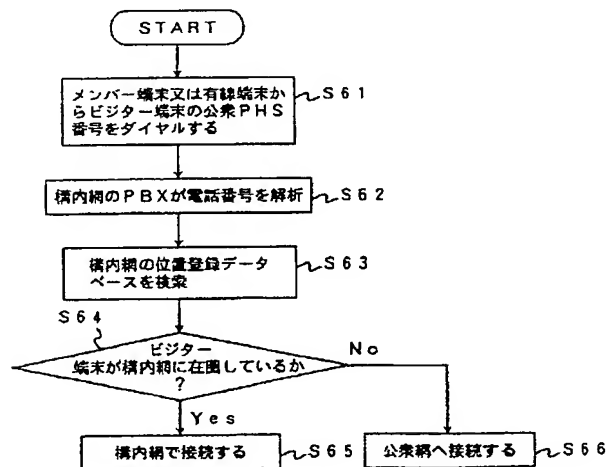 START
メンバー端末又は有線端末か
らビジター端末の公衆PHS
番号をダイヤルする
S61
構内網のPBXが電話番号を解析
S62
構内網の位置登録データ
ベースを検索
S63
S64
ビジター
端末が構内網に在圏しているか
?
No
Yes
構内網で接続する
S65
公衆網へ接続する
S66